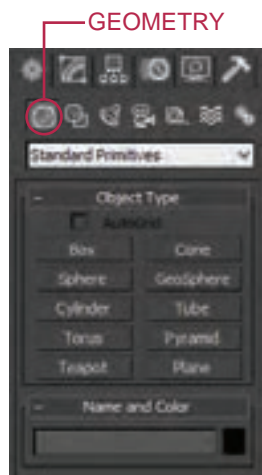 GEOMETRY
Standard Primitives
- Object Type
AutoGrid
Box Cone
Sphere GeoSphere
Cylinder Tube
Torus Pyramid
Teapot Plane
- Name and Color